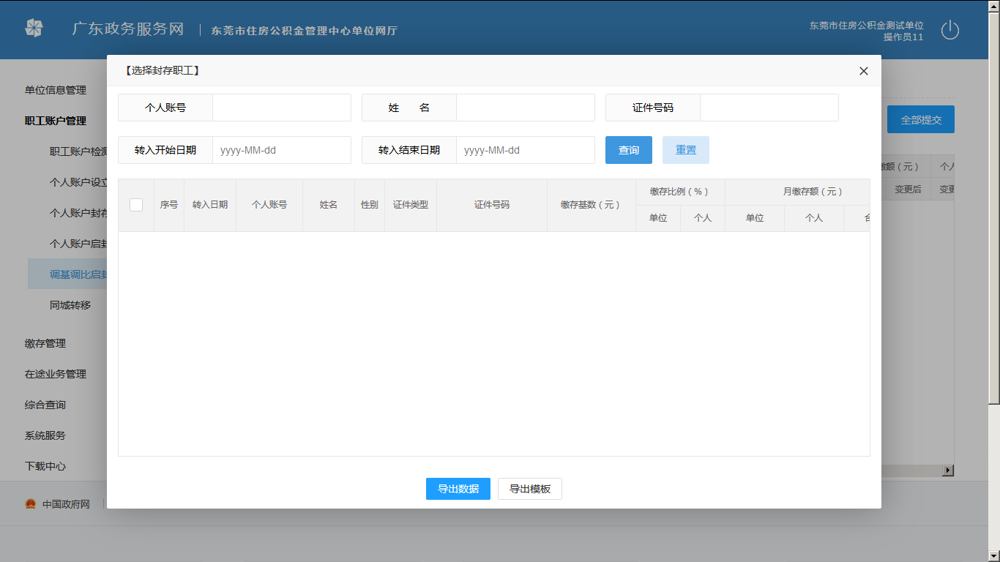 广东政务服务网 | 东莞市住房公积金管理中心单位网厅
东莞市住房公积金测试单位
操作员11
单位信息管理
职工账户管理
职工账户检测
个人账户设立
个人账户封存
个人账户启封
调基调比启封
同城转移
缴存管理
在途业务管理
综合查询
系统服务
下载中心
中国政府网
全部提交
额（元）
变更后
【选择封存职工】
个人账号
姓 名
证件号码
转入开始日期 yyyy-MM-dd
转入结束日期 yyyy-MM-dd
查询 重置
序号 转入日期 个人账号 姓名 性别 证件类型 证件号码 缴存基数（元） 缴存比例（%） 月缴存额（元）
单位 个人 单位 个人
导出数据 导出模板